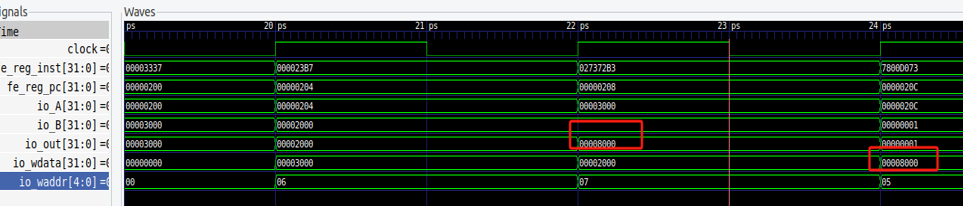 ignals
Waves
Time
ps 20 ps 21 ps 22 ps 23 ps 24 ps
clock=0
e_reg_inst[31:0]=0 00003337 000023B7 027372B3 7800D073
fe_reg_pc[31:0]=0 00000200 00000204 00000208 0000020C
io_A[31:0]=0 00000200 00000204 00003000 0000020C
io_B[31:0]=0 00003000 00002000 00000001
io_out[31:0]=0 00003000 00002000 00008000 00000001
io_wdata[31:0]=0 00000000 00003000 00002000 00008000
io_waddr[4:0]=0 00 06 07 05